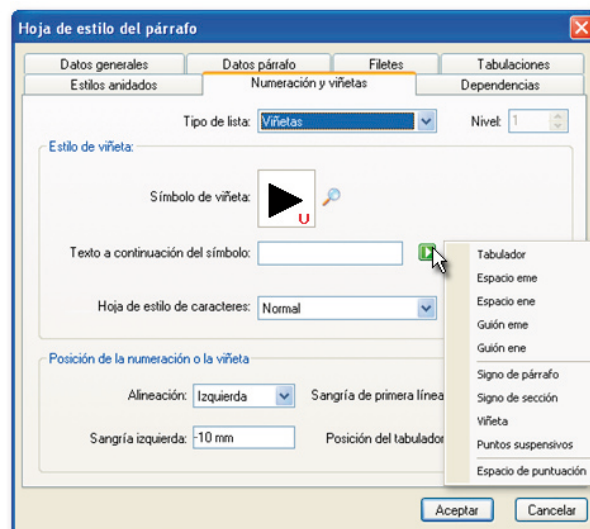 Hoja de estilo del párrafo
Datos generales Datos párrafo Filetes Tabulaciones
Estilos anidados Numeración y viñetas Dependencias
Tipo de lista: Viñetas Nivel: 1
Estilo de viñeta:
Símbolo de viñeta: U
Texto a continuación del símbolo:
Hoja de estilo de caracteres: Normal
Tabulador
Espacio eme
Espacio ene
Guión eme
Guión ene
Signo de párrafo
Signo de sección
Viñeta
Puntos suspensivos
Espacio de puntuación
Posición de la numeración o la viñeta
Alineación: Izquierda Sangría de primera línea
Sangría izquierda: -10 mm Posición del tabulador
Aceptar Cancelar